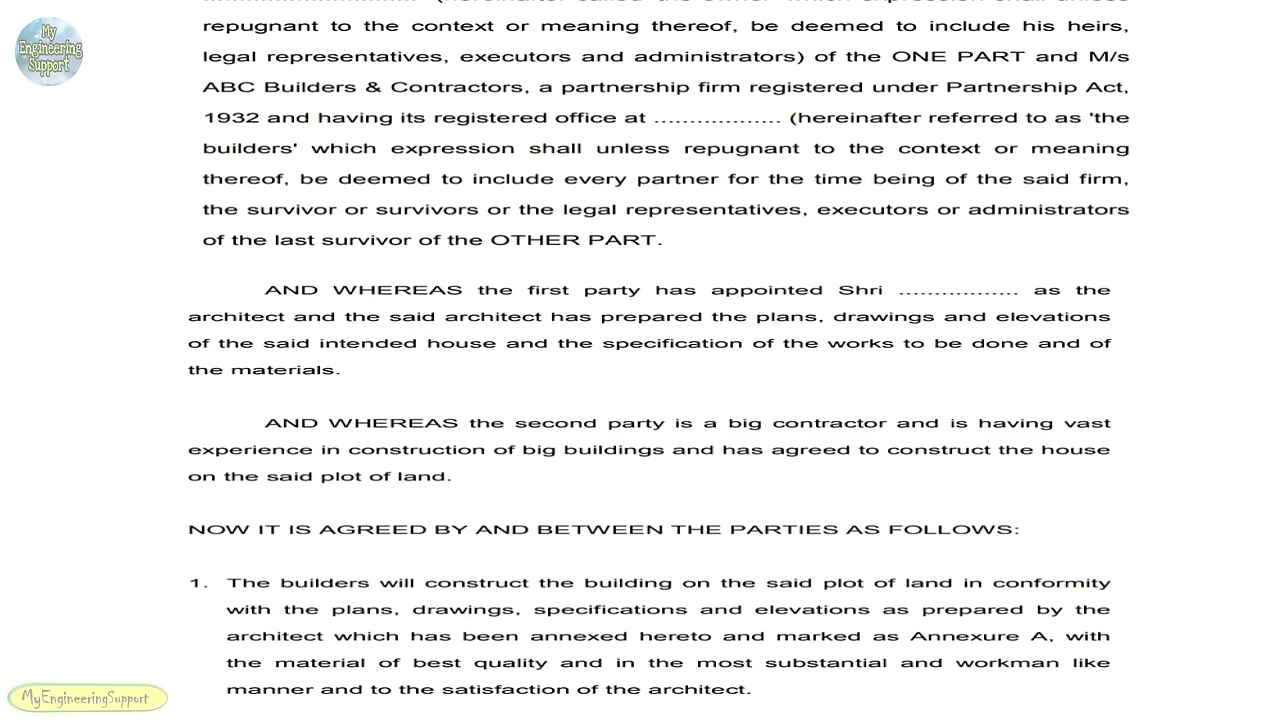 My
Engineering
Support
repugnant to the context or meaning thereof, be deemed to include his heirs,
legal representatives, executors and administrators) of the ONE PART and M/s
ABC Builders & Contractors, a partnership firm registered under Partnership Act,
1932 and having its registered office at .................. (hereinafter referred to as 'the
builders' which expression shall unless repugnant to the context or meaning
thereof, be deemed to include every partner for the time being of the said firm,
the survivor or survivors or the legal representatives, executors or administrators
of the last survivor of the OTHER PART.
AND WHEREAS the first party has appointed Shri ................. as the
architect and the said architect has prepared the plans, drawings and elevations
of the said intended house and the specification of the works to be done and of
the materials.
AND WHEREAS the second party is a big contractor and is having vast
experience in construction of big buildings and has agreed to construct the house
on the said plot of land.
NOW IT IS AGREED BY AND BETWEEN THE PARTIES AS FOLLOWS:
1. The builders will construct the building on the said plot of land in conformity
with the plans, drawings, specifications and elevations as prepared by the
architect which has been annexed hereto and marked as Annexure A, with
the material of best quality and in the most substantial and workman like
manner and to the satisfaction of the architect.
MyEngineeringSupport